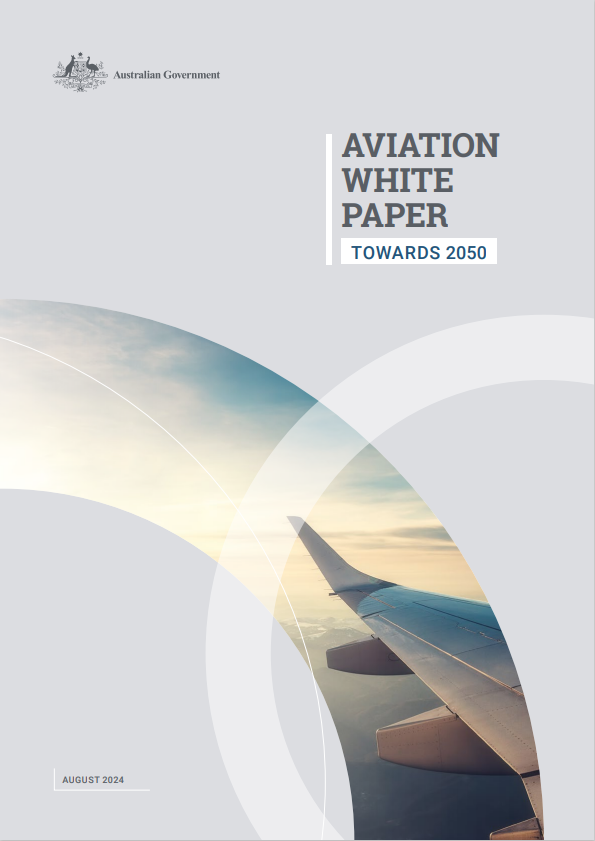 Australian Government
AVIATION
WHITE
PAPER
TOWARDS 2050
AUGUST 2024